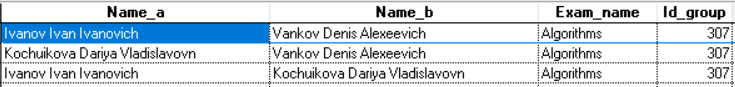 Name_a Name_b Exam_name Id_group
Ivanov Ivan Ivanovich Vankov Denis Alexeevich Algorithms 307
Kochuikova Dariya Vladislavovn Vankov Denis Alexeevich Algorithms 307
Ivanov Ivan Ivanovich Kochuikova Dariya Vladislavovn Algorithms 307